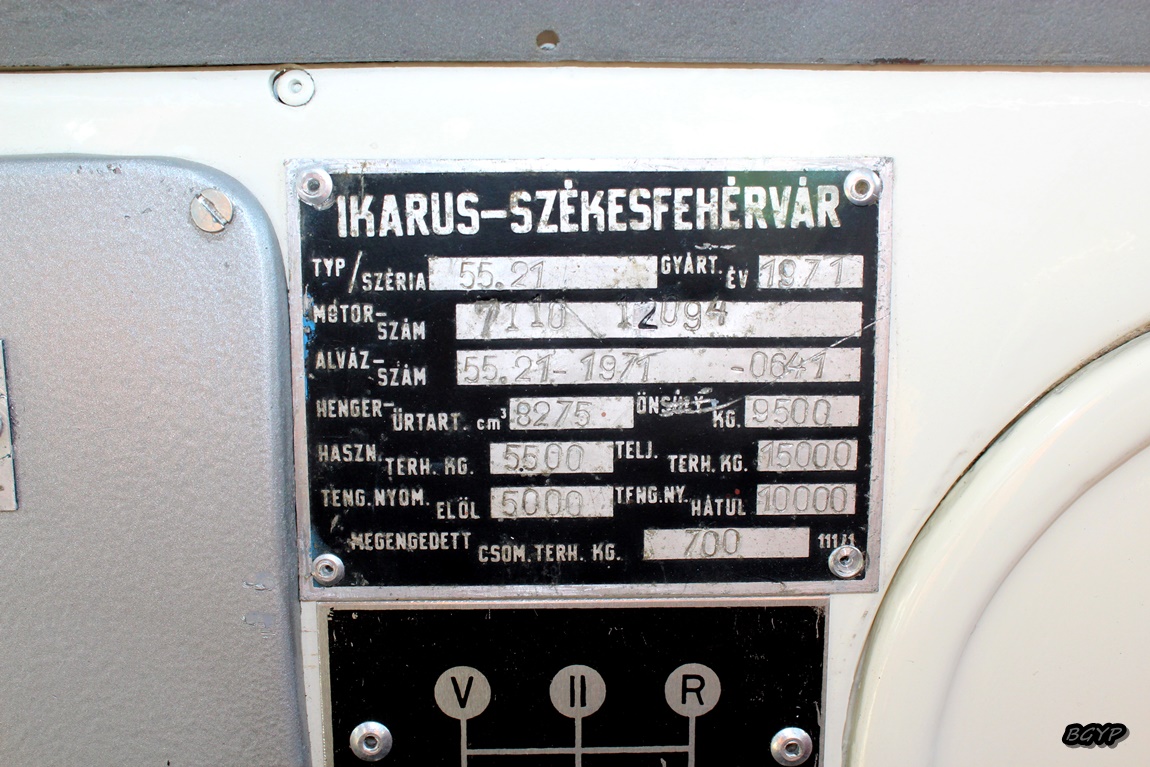 IKARUS-SZÉKESFEHÉRVÁR
TYP/SZÉRIA 55.21 GYÁRT. ÉV 1971
MOTOR-SZÁM 7110 12094
ALVÁZ-SZÁM 55.21-1971 -0641
HENGER-ŰRTART. cm³ 8275. ÖNSÚLY KG. 9500
HASZN. TERH. KG. 5500 TELJ. TERH. KG. 15000
TENG.NYOM. ELÖL 5000 TENG.NY. HÁTUL 10000
MEGENGEDETT CSOM. TERH. KG. 700 111/1
V II R
BGYP